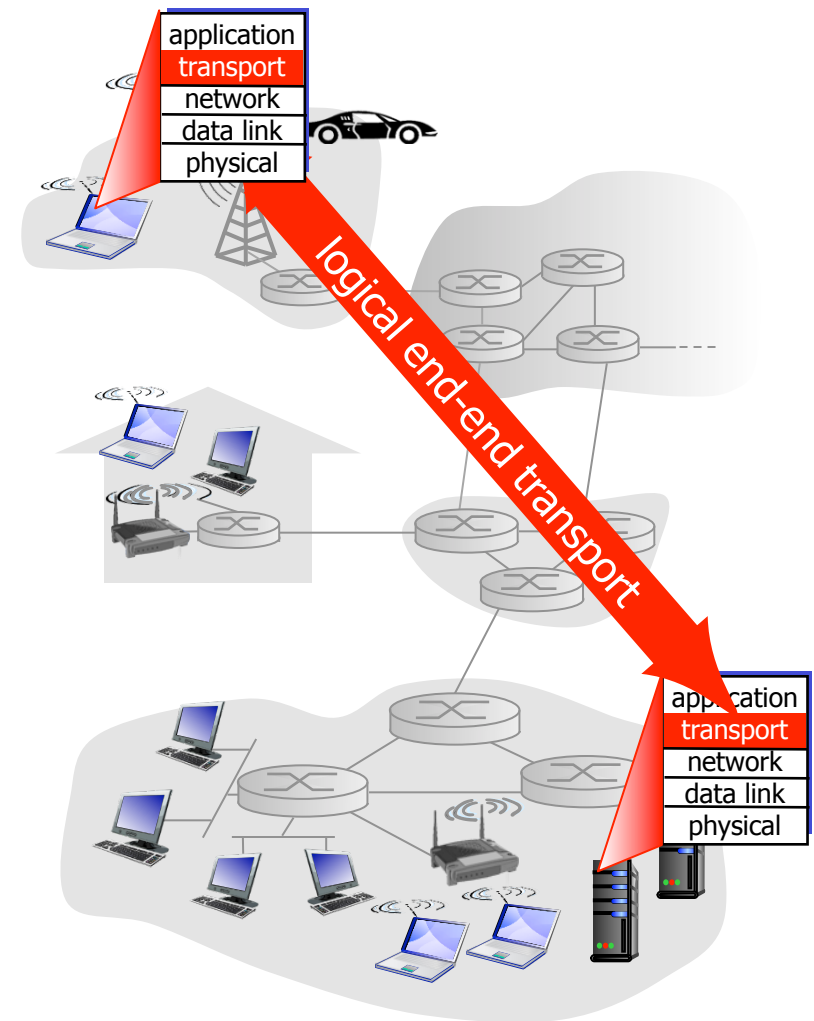 application
transport
network
data link
physical
logical end-end transport
application
transport
network
data link
physical